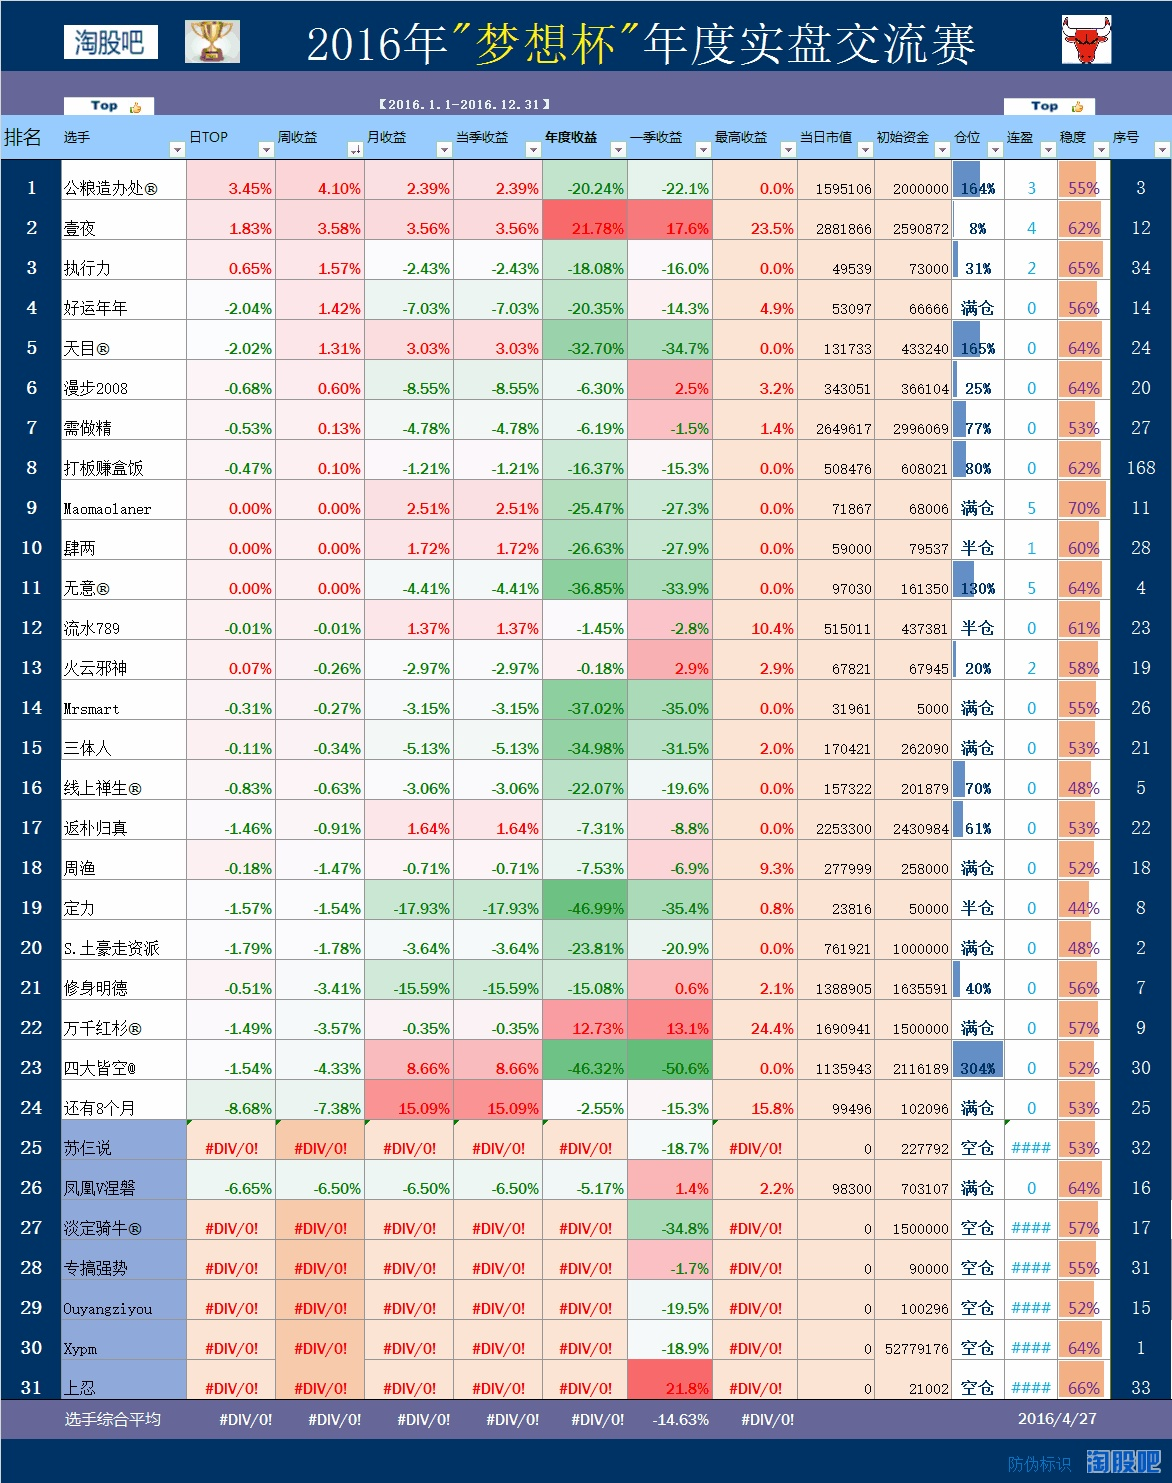 淘股吧 2016年"梦想杯"年度实盘交流赛
Top 【2016.1.1-2016.12.31】 Top
排名 选手 日TOP 周收益 月收益 当季收益 年度收益 一季收益 最高收益 当日市值 初始资金 仓位 连盈 稳度 序号
1 公粮造办处® 3.45% 4.10% 2.39% 2.39% -20.24% -22.1% 0.0% 1595106 2000000 164% 3 55% 3
2 壹夜 1.83% 3.58% 3.56% 3.56% 21.78% 17.6% 23.5% 2881866 2590872 8% 4 62% 12
3 执行力 0.65% 1.57% -2.43% -2.43% -18.08% -16.0% 0.0% 49539 73000 31% 2 65% 34
4 好运年年 -2.04% 1.42% -7.03% -7.03% -20.35% -14.3% 4.9% 53097 66666 满仓 0 56% 14
5 天目® -2.02% 1.31% 3.03% 3.03% -32.70% -34.7% 0.0% 131733 433240 165% 0 64% 24
6 漫步2008 -0.68% 0.60% -8.55% -8.55% -6.30% 2.5% 3.2% 343051 366104 25% 0 64% 20
7 需做精 -0.53% 0.13% -4.78% -4.78% -6.19% -1.5% 1.4% 2649617 2996069 77% 0 53% 27
8 打板赚盒饭 -0.47% 0.10% -1.21% -1.21% -16.37% -15.3% 0.0% 508476 608021 80% 0 62% 168
9 Maomaolaner 0.00% 0.00% 2.51% 2.51% -25.47% -27.3% 0.0% 71867 68006 满仓 5 70% 11
10 肆两 0.00% 0.00% 1.72% 1.72% -26.63% -27.9% 0.0% 59000 79537 半仓 1 60% 28
11 无意® 0.00% 0.00% -4.41% -4.41% -36.85% -33.9% 0.0% 97030 161350 130% 5 64% 4
12 流水789 -0.01% -0.01% 1.37% 1.37% -1.45% -2.8% 10.4% 515011 437381 半仓 0 61% 23
13 火云邪神 0.07% -0.26% -2.97% -2.97% -0.18% 2.9% 2.9% 67821 67945 20% 2 58% 19
14 Mrsmart -0.31% -0.27% -3.15% -3.15% -37.02% -35.0% 0.0% 31961 5000 满仓 0 55% 26
15 三体人 -0.11% -0.34% -5.13% -5.13% -34.98% -31.5% 2.0% 170421 262090 满仓 0 53% 21
16 线上禅生® -0.83% -0.63% -3.06% -3.06% -22.07% -19.6% 0.0% 157322 201879 70% 0 48% 5
17 返朴归真 -1.46% -0.91% 1.64% 1.64% -7.31% -8.8% 0.0% 2253300 2430984 61% 0 53% 22
18 周渔 -0.18% -1.47% -0.71% -0.71% -7.53% -6.9% 9.3% 277999 258000 满仓 0 52% 18
19 定力 -1.57% -1.54% -17.93% -17.93% -46.99% -35.4% 0.8% 23816 50000 半仓 0 44% 8
20 S.土豪走资派 -1.79% -1.78% -3.64% -3.64% -23.81% -20.9% 0.0% 761921 1000000 满仓 0 48% 2
21 修身明德 -0.51% -3.41% -15.59% -15.59% -15.08% 0.6% 2.1% 1388905 1635591 40% 0 56% 7
22 万千红杉® -1.49% -3.57% -0.35% -0.35% 12.73% 13.1% 24.4% 1690941 1500000 满仓 0 57% 9
23 四大皆空@ -1.54% -4.33% 8.66% 8.66% -46.32% -50.6% 0.0% 1135943 2116189 304% 0 52% 30
24 还有8个月 -8.68% -7.38% 15.09% 15.09% -2.55% -15.3% 15.8% 99496 102096 满仓 0 53% 25
25 苏仨说 #DIV/0! #DIV/0! #DIV/0! #DIV/0! #DIV/0! -18.7% #DIV/0! 0 227792 空仓 #### 53% 32
26 凤凰V涅磐 -6.65% -6.50% -6.50% -6.50% -5.17% 1.4% 2.2% 98300 703107 满仓 0 64% 16
27 淡定骑牛® #DIV/0! #DIV/0! #DIV/0! #DIV/0! #DIV/0! -34.8% #DIV/0! 0 1500000 空仓 #### 57% 17
28 专搞强势 #DIV/0! #DIV/0! #DIV/0! #DIV/0! #DIV/0! -1.7% #DIV/0! 0 90000 空仓 #### 55% 31
29 Ouyangziyou #DIV/0! #DIV/0! #DIV/0! #DIV/0! #DIV/0! -19.5% #DIV/0! 0 100296 空仓 #### 52% 15
30 Xypm #DIV/0! #DIV/0! #DIV/0! #DIV/0! #DIV/0! -18.9% #DIV/0! 0 52779176 空仓 #### 64% 1
31 上忍 #DIV/0! #DIV/0! #DIV/0! #DIV/0! #DIV/0! 21.8% #DIV/0! 0 21002 空仓 #### 66% 33
选手综合平均 #DIV/0! #DIV/0! #DIV/0! #DIV/0! #DIV/0! -14.63% #DIV/0! 2016/4/27
防伪标识 淘股吧